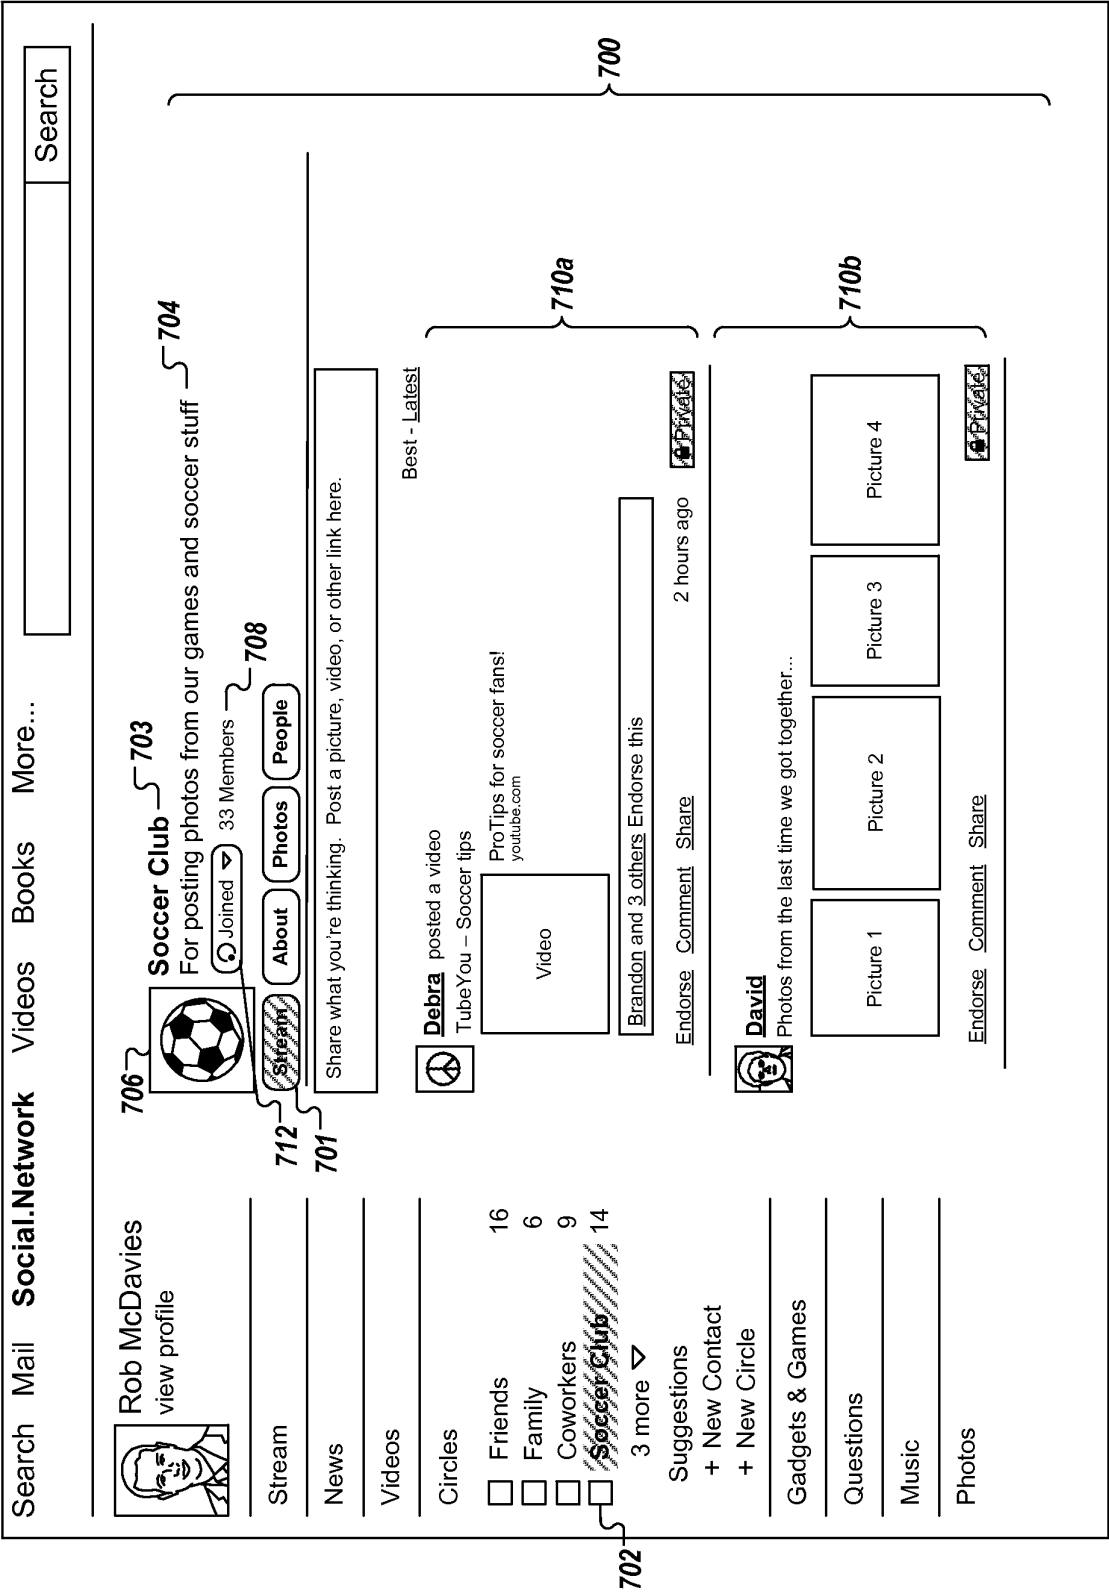 Search Mail Social.Network Videos Books More... Search
Rob McDavies
view profile
Stream
News
Videos
Circles
Friends 16
Family 6
Coworkers 9
Soccer Club 14
3 more
Suggestions
+ New Contact
+ New Circle
Gadgets & Games
Questions
Music
Photos
702
706
Soccer Club 703
For posting photos from our games and soccer stuff 704
Joined 33 Members 708
712
701
Stream About Photos People
Share what you're thinking. Post a picture, video, or other link here.
Best - Latest
Debra posted a video
TubeYou – Soccer tips
Video
ProTips for soccer fans!
youtube.com
Brandon and 3 others Endorse this
Endorse Comment Share 2 hours ago Private
710a
David
Photos from the last time we got together...
Picture 1 Picture 2 Picture 3 Picture 4
Endorse Comment Share Private
710b
700